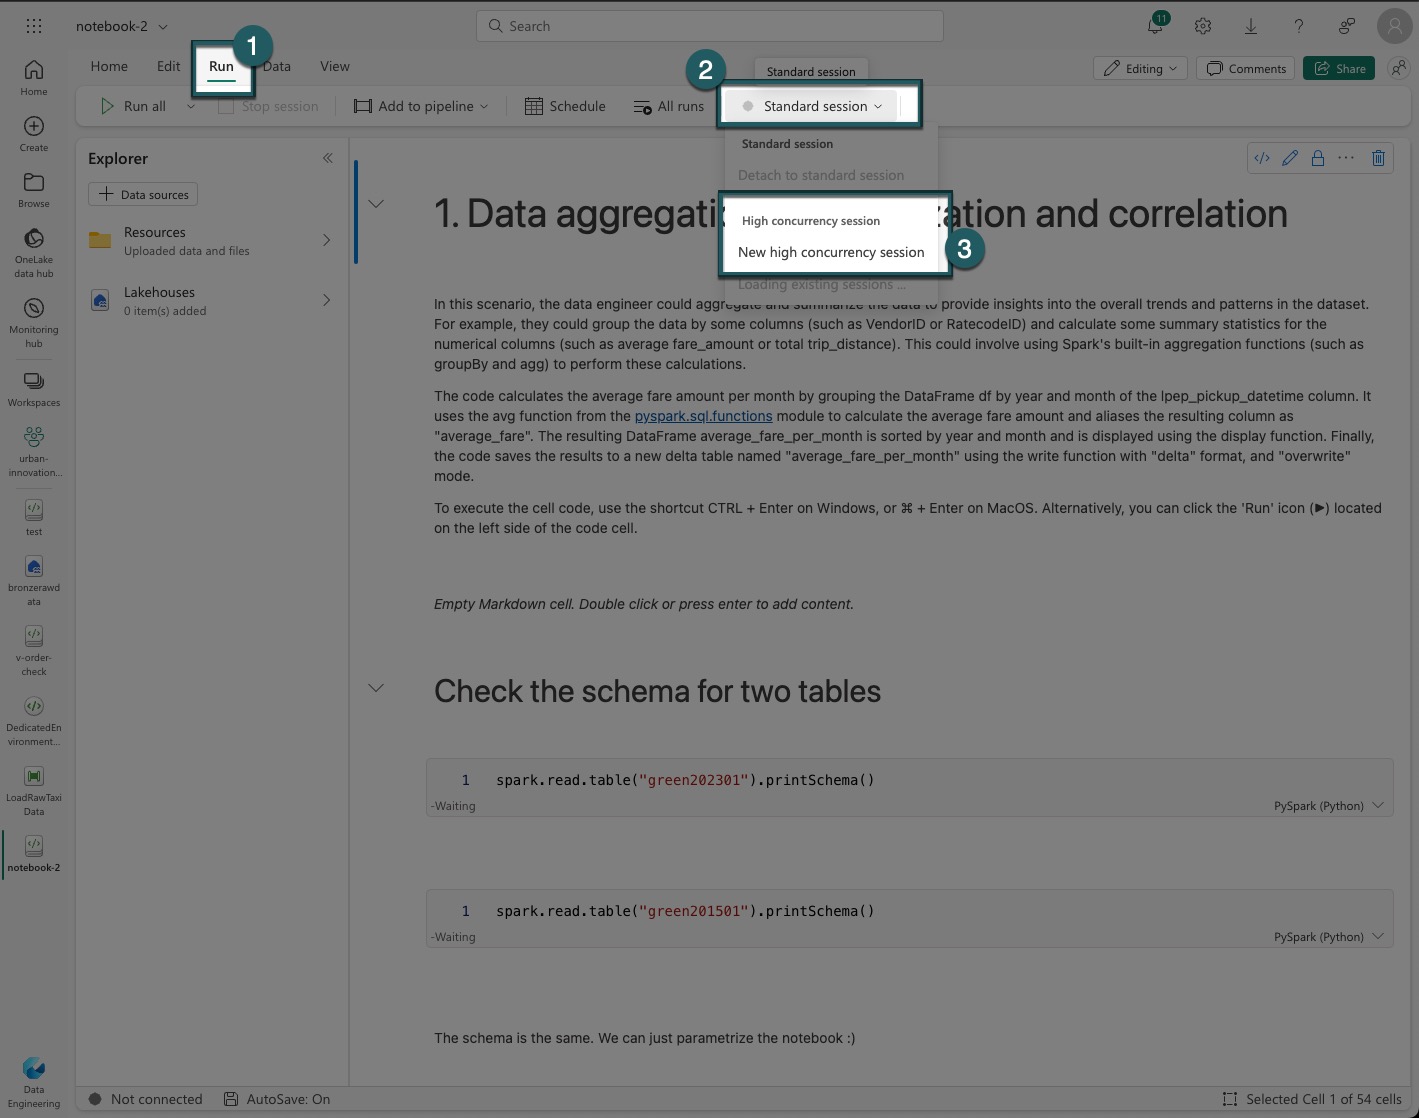 notebook-2
Search
11
1
2
3
Home
Edit
Run
Data
View
Standard session
Editing
Comments
Share
Run all
Stop session
Add to pipeline
Schedule
All runs
Standard session
Standard session
Detach to standard session
High concurrency session
New high concurrency session
Loading existing sessions ...
Home
Create
Browse
OneLake
data hub
Monitoring
hub
Workspaces
urban-
innovation...
test
bronzerawd
ata
v-order-
check
DedicatedEn
vironment...
LoadRawTaxi
Data
notebook-2
Data
Engineering
Explorer
Data sources
Resources
Uploaded data and files
Lakehouses
0 item(s) added
1. Data aggregati ation and correlation
In this scenario, the data engineer could aggregate and summarize the data to provide insights into the overall trends and patterns in the dataset.
For example, they could group the data by some columns (such as VendorID or RatecodeID) and calculate some summary statistics for the
numerical columns (such as average fare_amount or total trip_distance). This could involve using Spark's built-in aggregation functions (such as
groupBy and agg) to perform these calculations.
The code calculates the average fare amount per month by grouping the DataFrame df by year and month of the lpep_pickup_datetime column. It
uses the avg function from the pyspark.sql.functions module to calculate the average fare amount and aliases the resulting column as
"average_fare". The resulting DataFrame average_fare_per_month is sorted by year and month and is displayed using the display function. Finally,
the code saves the results to a new delta table named "average_fare_per_month" using the write function with "delta" format, and "overwrite"
mode.
To execute the cell code, use the shortcut CTRL + Enter on Windows, or ⌘ + Enter on MacOS. Alternatively, you can click the 'Run' icon (▶) located
on the left side of the code cell.
Empty Markdown cell. Double click or press enter to add content.
Check the schema for two tables
1 spark.read.table("green202301").printSchema()
-Waiting
PySpark (Python)
1 spark.read.table("green201501").printSchema()
-Waiting
PySpark (Python)
The schema is the same. We can just parametrize the notebook :)
Not connected
AutoSave: On
Selected Cell 1 of 54 cells